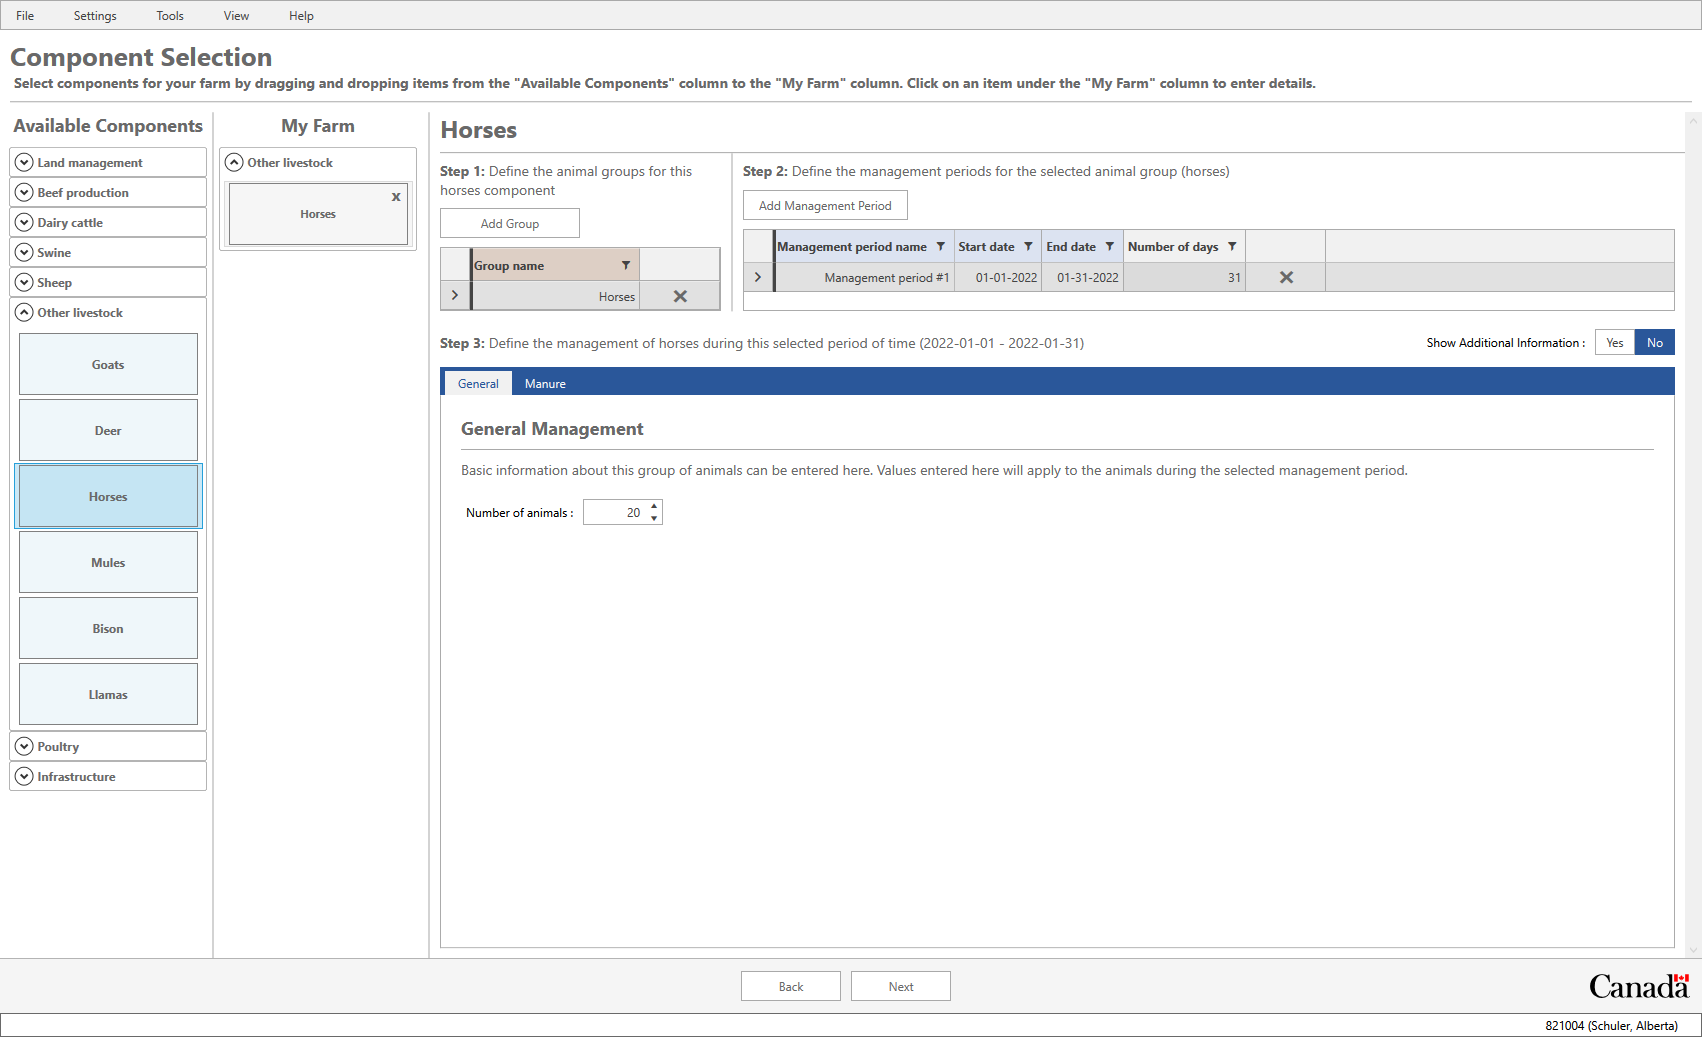 File Settings Tools View Help
Component Selection
Select components for your farm by dragging and dropping items from the "Available Components" column to the "My Farm" column. Click on an item under the "My Farm" column to enter details.
Available Components
Land management
Beef production
Dairy cattle
Swine
Sheep
Other livestock
Goats
Deer
Horses
Mules
Bison
Llamas
Poultry
Infrastructure
My Farm
Other livestock
x
Horses
Horses
Step 1: Define the animal groups for this
horses component
Add Group
Group name
Horses
Step 2: Define the management periods for the selected animal group (horses)
Add Management Period
Management period name Start date End date Number of days
Management period #1 01-01-2022 01-31-2022 31
Step 3: Define the management of horses during this selected period of time (2022-01-01 - 2022-01-31)
Show Additional Information : Yes No
General Manure
General Management
Basic information about this group of animals can be entered here. Values entered here will apply to the animals during the selected management period.
Number of animals : 20
Back Next
Canada
821004 (Schuler, Alberta)